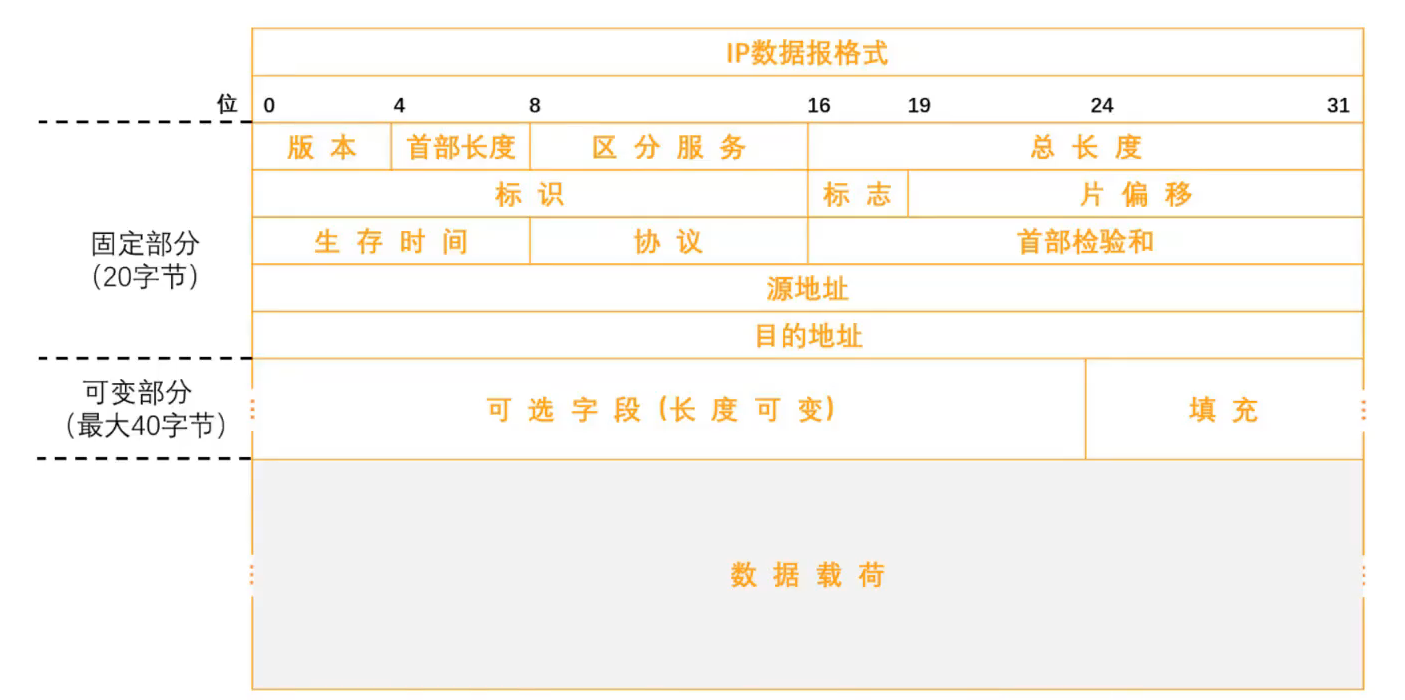 IP数据报格式
位 0 4 8 16 19 24 31
版 本 首部长度 区 分 服 务 总 长 度
标 识 标 志 片 偏 移
固定部分
（20字节）
生 存 时 间 协 议 首部检验和
源地址
目的地址
可变部分
（最大40字节）
可 选 字 段 (长 度 可 变) 填 充
数 据 载 荷